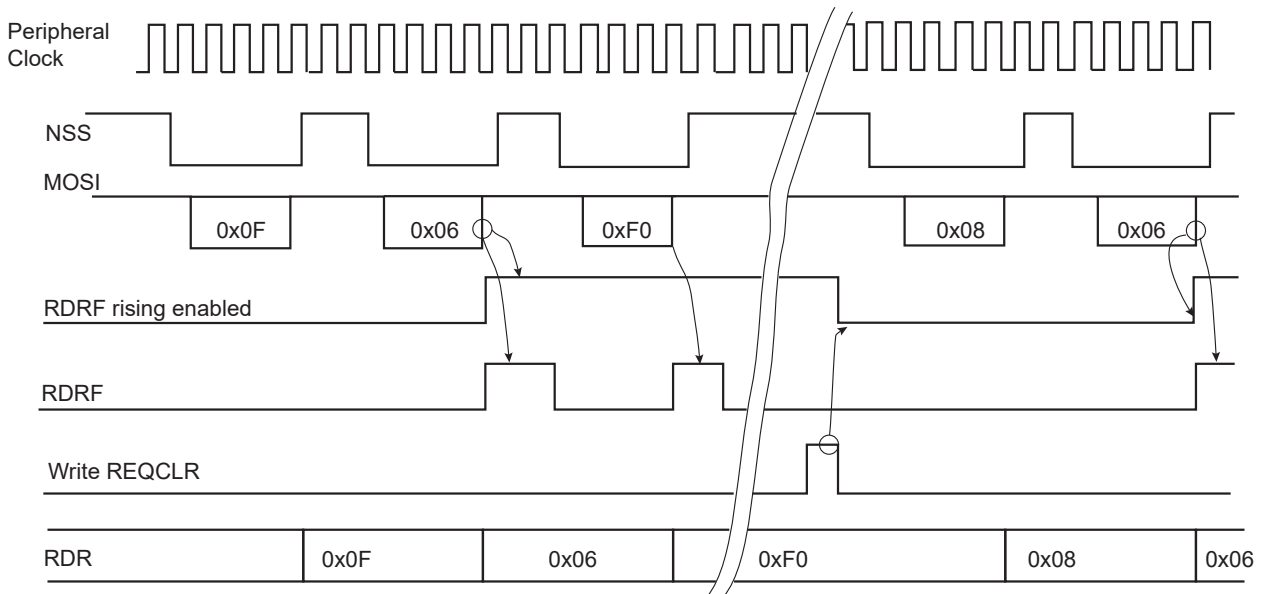 Peripheral
Clock
NSS
MOSI
0x0F 0x06 0xF0 0x08 0x06
RDRF rising enabled
RDRF
Write REQCLR
RDR 0x0F 0x06 0xF0 0x08 0x06